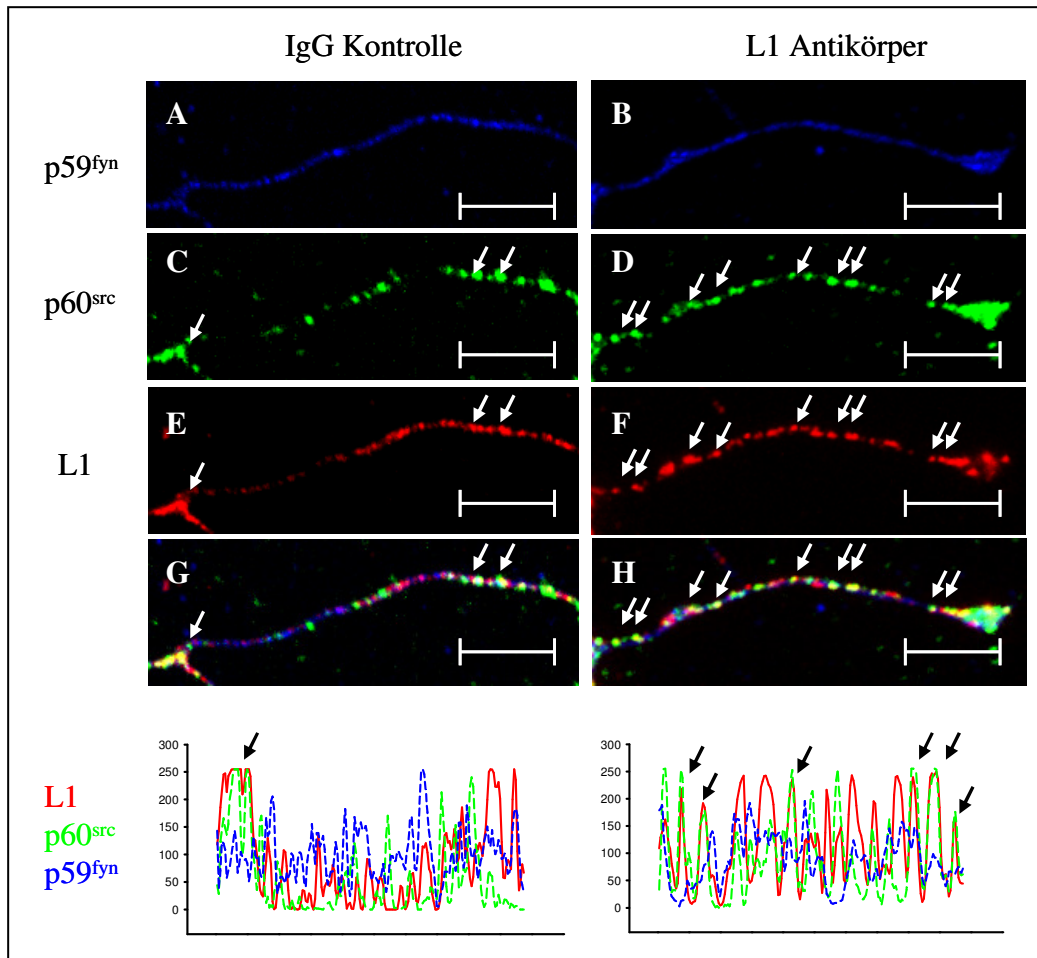 IgG Kontrolle L1 Antikörper
A B
p59fyn
C D
p60src
E F
L1
G H
300 300
250 250
L1 200 200
p60src 150 150
p59fyn 100 100
50 50
0 0